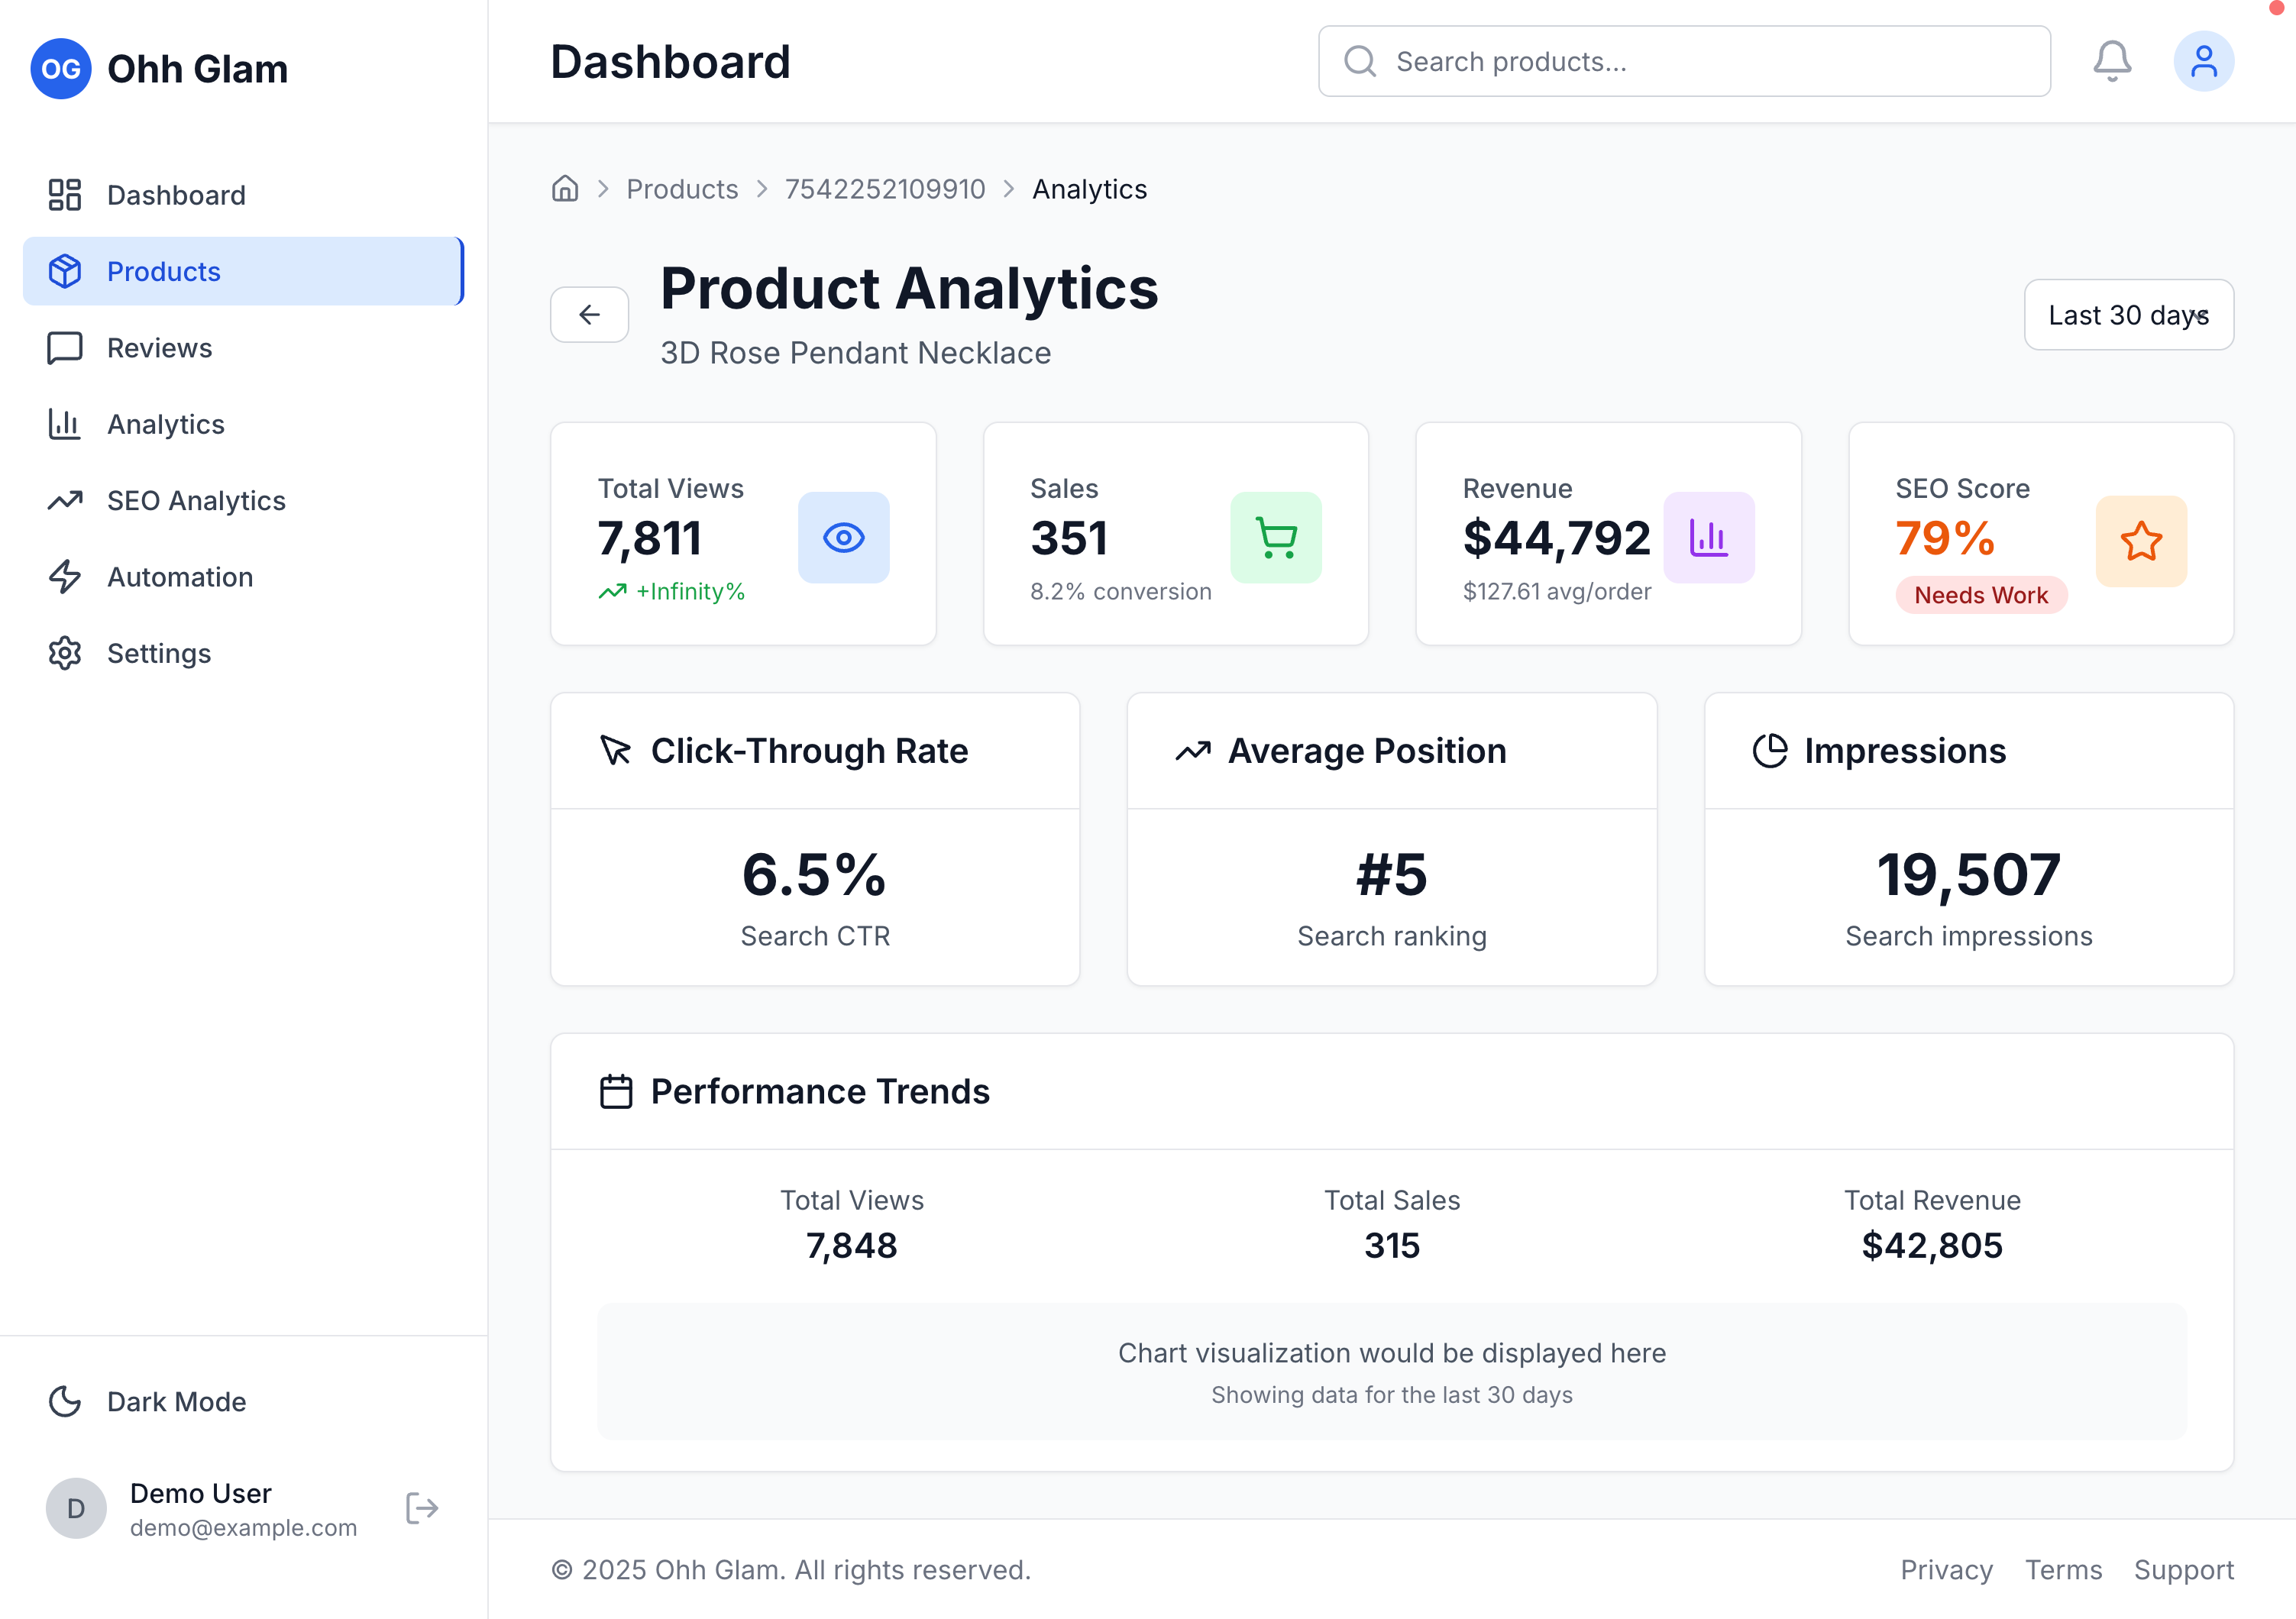 OG Ohh Glam
Dashboard
Products
Reviews
Analytics
SEO Analytics
Automation
Settings
Dark Mode
D
Demo User
demo@example.com
Dashboard
Search products...
Products
7542252109910
Analytics
Product Analytics
3D Rose Pendant Necklace
Last 30 days
Total Views
7,811
+Infinity%
Sales
351
8.2% conversion
Revenue
$44,792
$127.61 avg/order
SEO Score
79%
Needs Work
Click-Through Rate
6.5%
Search CTR
Average Position
#5
Search ranking
Impressions
19,507
Search impressions
Performance Trends
Total Views
7,848
Total Sales
315
Total Revenue
$42,805
Chart visualization would be displayed here
Showing data for the last 30 days
© 2025 Ohh Glam. All rights reserved.
Privacy
Terms
Support